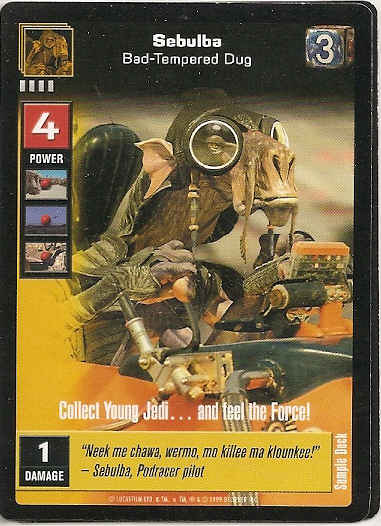 Sebulba
Bad-Tempered Dug
3
4
POWER
Collect Young Jedi... and feel the Force!
1
DAMAGE
"Neek me chawa, wermo, mo killee ma klounkee!"
– Sebulba, Podracer pilot
Sample Deck